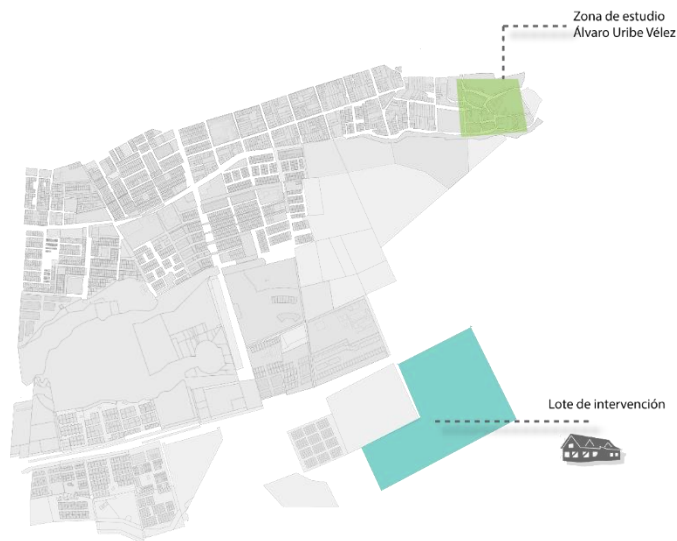 Zona de estudio
Álvaro Uribe Vélez
Lote de intervención